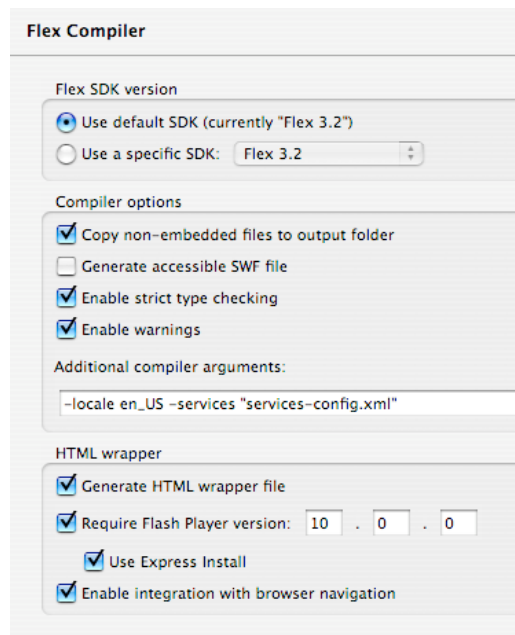 Flex Compiler
Flex SDK version
Use default SDK (currently "Flex 3.2")
Use a specific SDK: Flex 3.2
Compiler options
Copy non-embedded files to output folder
Generate accessible SWF file
Enable strict type checking
Enable warnings
Additional compiler arguments:
-locale en_US -services "services-config.xml"
HTML wrapper
Generate HTML wrapper file
Require Flash Player version: 10 . 0 . 0
Use Express Install
Enable integration with browser navigation